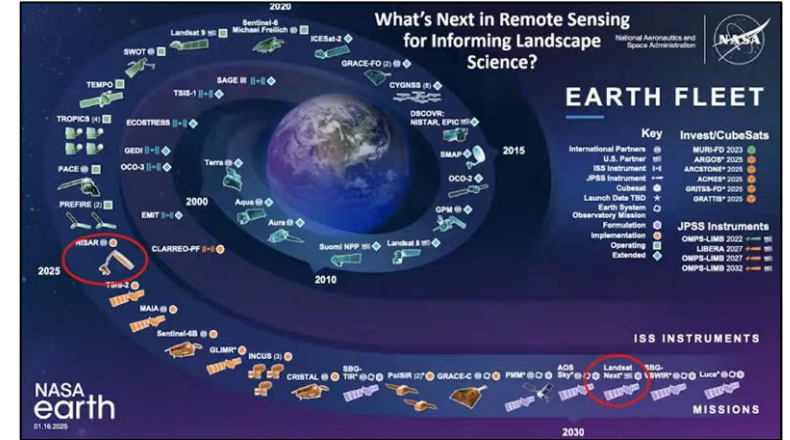 2020
What's Next in Remote Sensing
for Informing Landscape
Science?
National Aeronautics and
Space Administration
NASA
EARTH FLEET
Key
International Partners
U.S. Partner
ISS Instrument
JPSS Instrument
Cubesat
Launch Date TBD
Earth System
Observatory Mission
Formulation
Implementation
Operating
Extended
Invest/CubeSats
MURI-FD 2023
ARGOS* 2025
ARCSTONE* 2025
ACMES* 2025
GRITSS-FD* 2025
GRATTIS* 2025
JPSS Instruments
OMPS-LIMB 2022
LIBERA 2027
OMPS-LIMB 2027
OMPS-LIMB 2032
Sentinel-6
Michael Freilich
Landsat 9
ICESat-2
SWOT
GRACE-FO (2)
SAGE III
TEMPO
TSIS-1
CYGNSS (8)
DSCOVR:
NISTAR, EPIC
TROPICS (4)
ECOSTRESS
GEDI
SMAP
2015
OCO-3
Terra
PACE
OCO-2
2000
PREFIRE (2)
Aqua
GPM
EMIT
Aura
NISAR
CLARREO-PF
Suomi NPP
Landsat 8
2025
2010
TSIS-2
MAIA
Sentinel-6B
GLIMR*
INCUS (3)
CRISTAL
SBG-
TIR*
PolSIR (2)*
GRACE-C
PMM*
AOS
Sky*
Landsat
Next*
SBG-
VSWIR*
Luce*
ISS INSTRUMENTS
MISSIONS
2030
NASA
earth
01.16.2025